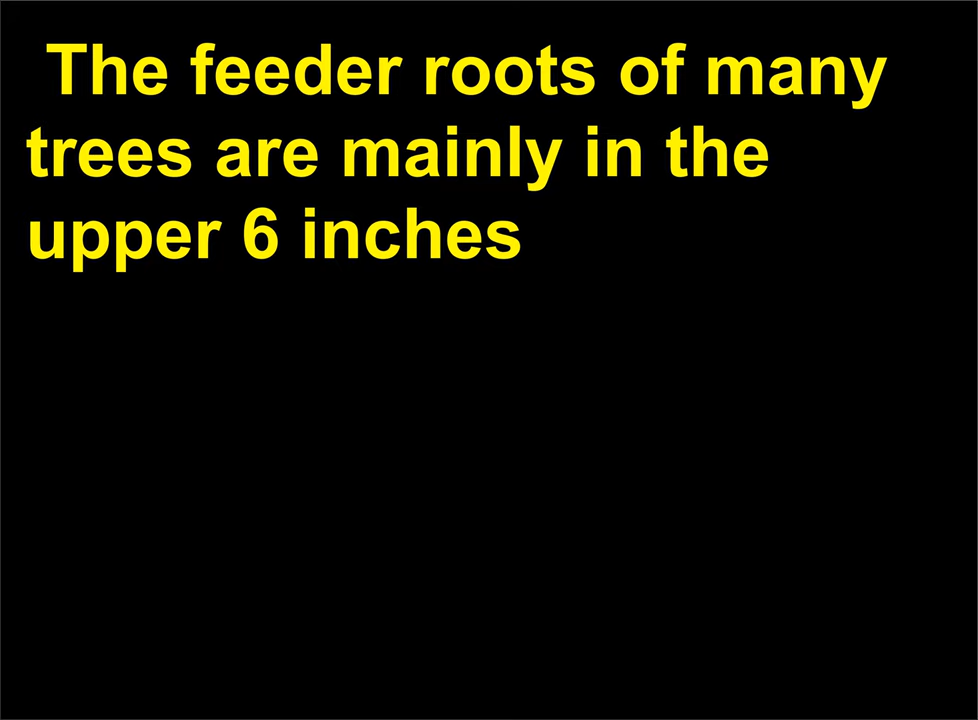 The feeder roots of many
trees are mainly in the
upper 6 inches